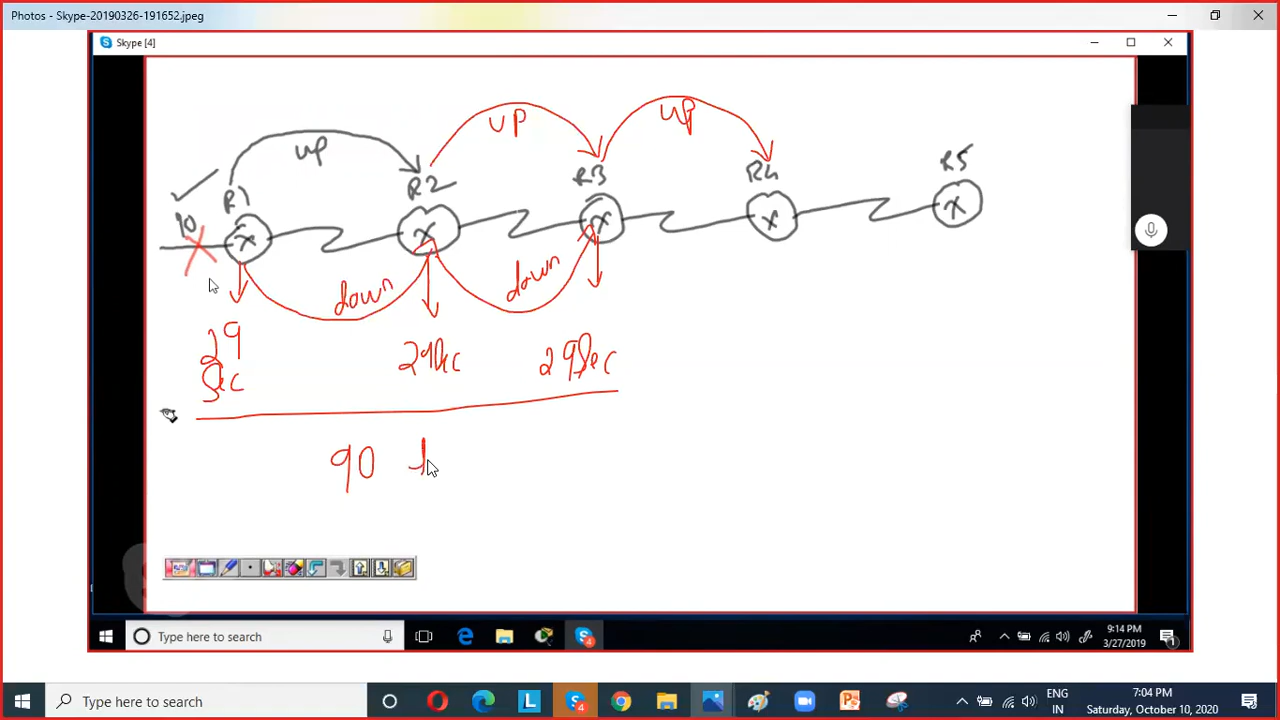 Photos - Skype-20190326-191652.jpeg
Skype [4]
up up
up
R1 R2 R3 R4 R5
10
X X X X X
down down
29 Sec 29Sec 29Sec
90
Type here to search
9:14 PM
3/27/2019
Type here to search
ENG
IN
7:04 PM
Saturday, October 10, 2020